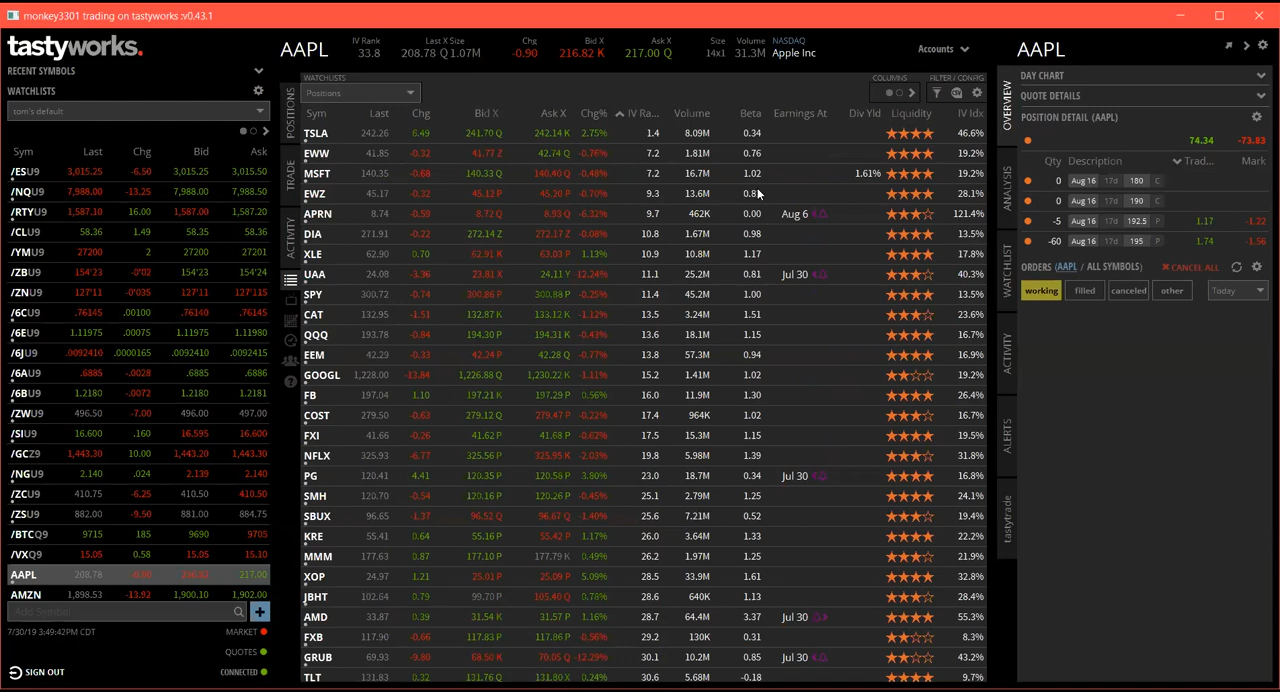 monkey3301 trading on tastyworks :v0.43.1
tastyworks.
RECENT SYMBOLS
WATCHLISTS
tom's default
Sym Last Chg Bid Ask
/ESU9 3,015.25 -6.50 3,015.25 3,015.50
/NQU9 7,988.00 -13.25 7,988.00 7,988.50
/RTYU9 1,587.10 16.00 1,587.00 1,587.20
/CLU9 58.36 1.49 58.35 58.36
/YMU9 27200 2 27200 27201
/ZBU9 154'23 -0'02 154'23 154'24
/ZNU9 127'11 -0'035 127'11 127'115
/6CU9 .76145 .00100 .76140 .76145
/6EU9 1.11975 .00075 1.11975 1.11980
/6JU9 .0092410 .0000165 .0092405 .0092415
/6AU9 .6885 -.0028 .6885 .6886
/6BU9 1.2180 -.0072 1.2180 1.2181
/ZWU9 496.50 -7.00 496.50 497.00
/SIU9 16.600 .160 16.595 16.600
/GCZ9 1,443.30 10.00 1,443.20 1,443.30
/NGU9 2.140 .024 2.139 2.140
/ZCU9 410.75 -6.25 410.50 410.50
/ZSU9 882.00 -9.50 881.00 884.75
/BTCQ9 9715 185 9690 9705
/VXQ9 15.05 0.58 15.05 15.10
AAPL 208.78 -0.90 216.82 217.00
AMZN 1,898.53 -13.92 1,900.10 1,902.00
Add Symbol
7/30/19 3:49:42PM CDT MARKET
QUOTES
SIGN OUT CONNECTED
AAPL
IV Rank Last X Size Chg Bid X Ask X Size Volume NASDAQ
33.8 208.78 Q 1.07M -0.90 216.82 K 217.00 Q 14x1 31.3M Apple Inc
Accounts
POSITIONS
TRADE
ACTIVITY
WATCHLISTS COLUMNS FILTER / CONFIG
Positions
Sym Last Chg Bid X Ask X Chg% IV Ra... Volume Beta Earnings At Div Yld Liquidity IV Idx
TSLA 242.26 6.49 241.70 Q 242.14 K 2.75% 1.4 8.09M 0.34 46.6%
EWW 41.85 -0.32 41.77 Z 42.74 Q -0.76% 7.2 1.81M 0.76 19.2%
MSFT 140.35 -0.68 140.33 Q 140.40 Q -0.48% 7.2 16.7M 1.02 1.61% 19.2%
EWZ 45.17 -0.32 45.12 P 45.20 P -0.70% 9.3 13.6M 28.1%
APRN 8.74 -0.59 8.72 Q 8.93 Q -6.32% 9.7 462K 0.00 Aug 6 121.4%
DIA 271.91 -0.22 272.14 Z 272.17 Z -0.08% 10.8 1.67M 0.98 13.5%
XLE 62.90 0.70 62.91 K 63.03 P 1.13% 10.9 10.8M 1.17 17.8%
UAA 24.08 -3.36 23.81 X 24.11 Y -12.24% 11.1 25.2M 0.81 Jul 30 40.3%
SPY 300.72 -0.74 300.86 P 300.88 P -0.25% 11.4 45.2M 1.00 13.5%
CAT 132.95 -1.51 132.87 K 133.12 K -1.12% 13.5 3.24M 1.51 23.6%
QQQ 193.78 -0.84 194.30 P 194.31 K -0.43% 13.6 18.1M 1.15 16.7%
EEM 42.29 -0.33 42.24 P 42.28 Q -0.77% 13.8 57.3M 0.94 16.9%
GOOGL 1,228.00 -13.84 1,226.88 Q 1,230.22 K -1.11% 15.2 1.41M 1.02 19.2%
FB 197.04 1.10 197.21 K 197.29 P 0.56% 16.0 11.9M 1.30 26.4%
COST 279.50 -0.63 279.12 Q 279.47 P -0.22% 17.4 964K 1.02 16.7%
FXI 41.66 -0.26 41.62 P 41.68 P -0.62% 17.5 15.3M 1.15 19.5%
NFLX 325.93 -6.77 325.56 P 325.95 K -2.03% 19.8 5.98M 1.39 31.8%
PG 120.41 4.41 120.35 P 120.58 P 3.80% 23.0 18.7M 0.34 Jul 30 19.2%
SMH 120.70 -0.54 120.16 P 120.26 P -0.45% 25.1 2.79M 1.25 24.1%
SBUX 96.65 -1.37 96.52 Q 96.67 Q -1.40% 25.6 7.21M 0.52 19.4%
KRE 55.41 0.64 55.16 P 55.42 P 1.17% 26.0 3.64M 1.33 22.2%
MMM 177.63 0.87 177.10 P 177.79 K 0.49% 26.2 1.97M 1.25 21.9%
XOP 24.97 1.21 25.01 P 25.09 P 5.09% 28.5 33.9M 1.61 32.8%
JBHT 102.64 0.79 99.70 P 105.40 Q 0.78% 28.6 640K 1.13 28.4%
AMD 33.87 0.39 31.54 K 31.57 P 1.16% 28.7 64.4M 3.37 Jul 30 55.3%
FXB 117.90 -0.66 117.83 P 117.86 P -0.56% 29.2 130K 0.31 8.3%
GRUB 69.93 -9.80 68.50 K 70.05 Q -12.29% 30.1 10.2M 0.85 Jul 30 43.2%
TLT 131.83 0.32 131.76 Q 131.80 X 0.24% 30.6 5.68M -0.18 9.7%
AAPL
OVERVIEW
ANALYSIS
WATCHLIST
ACTIVITY
ALERTS
tastytrade
DAY CHART
QUOTE DETAILS
POSITION DETAIL (AAPL)
74.34 -73.83
Qty Description Trad... Mark
0 Aug 16 17d 180 C
0 Aug 16 17d 190 C
-5 Aug 16 17d 192.5 P 1.17 -1.22
-60 Aug 16 17d 195 P 1.74 -1.56
ORDERS (AAPL / ALL SYMBOLS) × CANCEL ALL
working filled canceled other Today